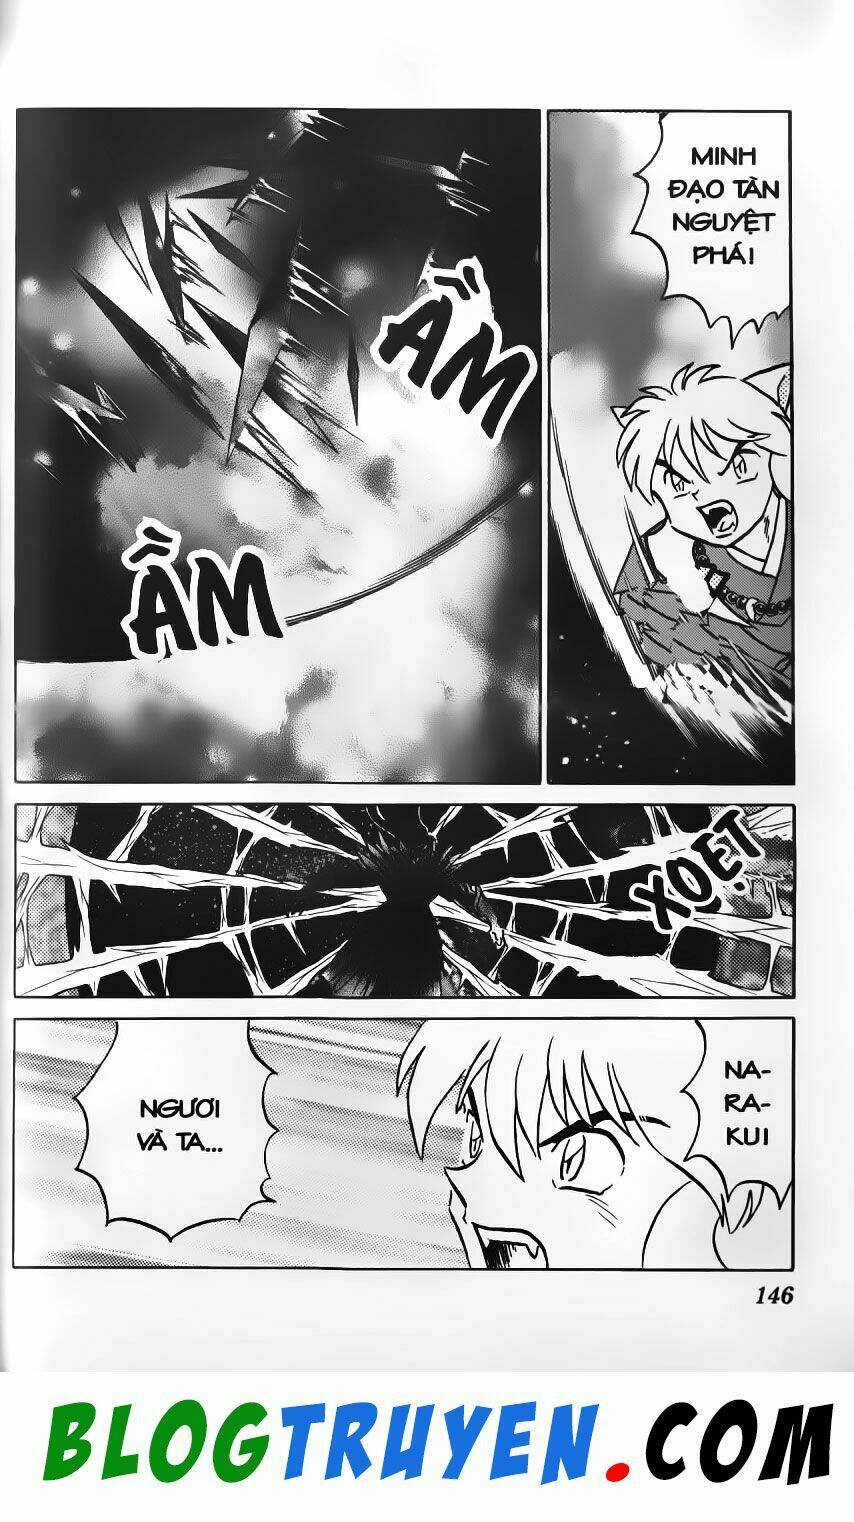 MINH
ĐẠO TÀN
NGUYỆT
PHÁ!
ẦM
ẦM
XOẸT
NA-
RA-
KU!
NGƯƠI
VÀ TA...
146
BLOGTRUYEN.COM